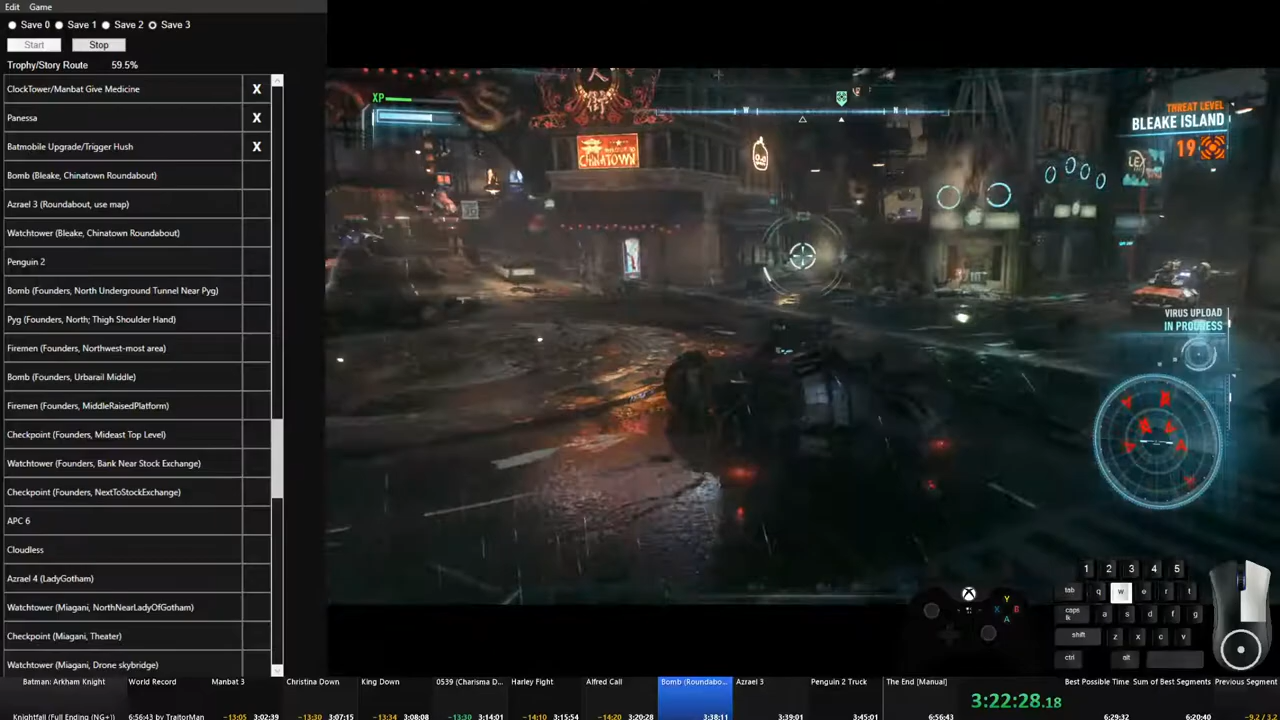 Edit Game
Save 0 Save 1 Save 2 Save 3
Start Stop
Trophy/Story Route 59.5%
ClockTower/Manbat Give Medicine X
Panessa X
Batmobile Upgrade/Trigger Hush X
Bomb (Bleake, Chinatown Roundabout)
Azrael 3 (Roundabout, use map)
Watchtower (Bleake, Chinatown Roundabout)
Penguin 2
Bomb (Founders, North Underground Tunnel Near Pyg)
Pyg (Founders, North; Thigh Shoulder Hand)
Firemen (Founders, Northwest-most area)
Bomb (Founders, Urbarail Middle)
Firemen (Founders, MiddleRaisedPlatform)
Checkpoint (Founders, Mideast Top Level)
Watchtower (Founders, Bank Near Stock Exchange)
Checkpoint (Founders, NextToStockExchange)
APC 6
Cloudless
Azrael 4 (LadyGotham)
Watchtower (Miagani, NorthNearLadyOfGotham)
Checkpoint (Miagani, Theater)
Watchtower (Miagani, Drone skybridge)
XP
W N
CHINATOWN
LEX
THREAT LEVEL
BLEAKE ISLAND
19
VIRUS UPLOAD
IN PROGRESS
Y
X B
A
1 2 3 4 5
tab q w e r t
caps lk a s d f g
shift z x c v
ctrl alt
Batman: Arkham Knight World Record Manbat 3 Christina Down King Down 0539 (Charisma D... Harley Fight Alfred Call Bomb (Roundabo... Azrael 3 Penguin 2 Truck The End [Manual] 3:22:28.18 Best Possible Time Sum of Best Segments Previous Segment
Knightfall (Full Ending (NG+)) 6:56:43 by TraitorMan -13:05 3:02:39 -13:30 3:07:15 -13:34 3:08:08 -13:30 3:14:01 -14:10 3:15:54 -14:20 3:20:28 3:38:11 3:39:01 3:45:01 6:56:43 6:29:32 6:20:40 -9.2 / 3.2